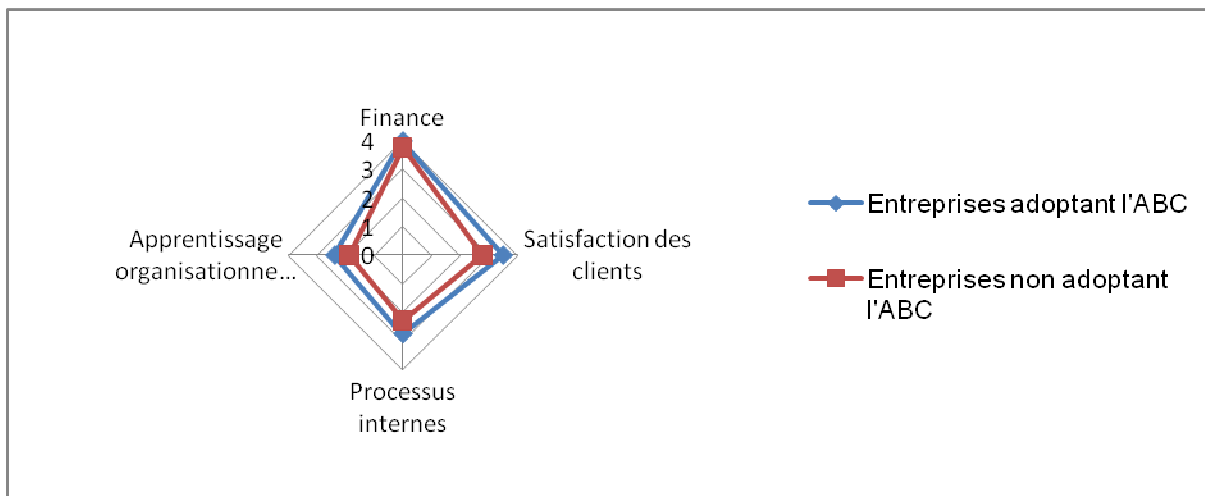 Finance
4
3
2
1
0
Apprentissage
organisationne...
Satisfaction des
clients
Processus
internes
Entreprises adoptant l'ABC
Entreprises non adoptant
l'ABC